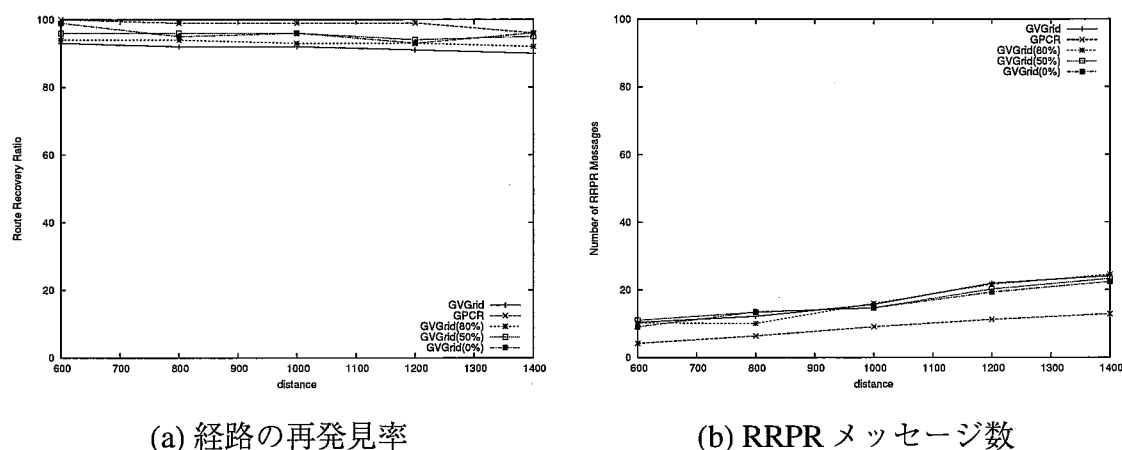 Route Recovery Ratio
100
80
60
40
20
0
600 700 800 900 1000 1100 1200 1300 1400
distance
GVGrid
GPCR
GVGrid(80%)
GVGrid(50%)
GVGrid(0%)
(a) 経路の再発見率
Number of RRPR Messages
100
80
60
40
20
0
600 700 800 900 1000 1100 1200 1300 1400
distance
GVGrid
GPCR
GVGrid(80%)
GVGrid(50%)
GVGrid(0%)
(b) RRPR メッセージ数